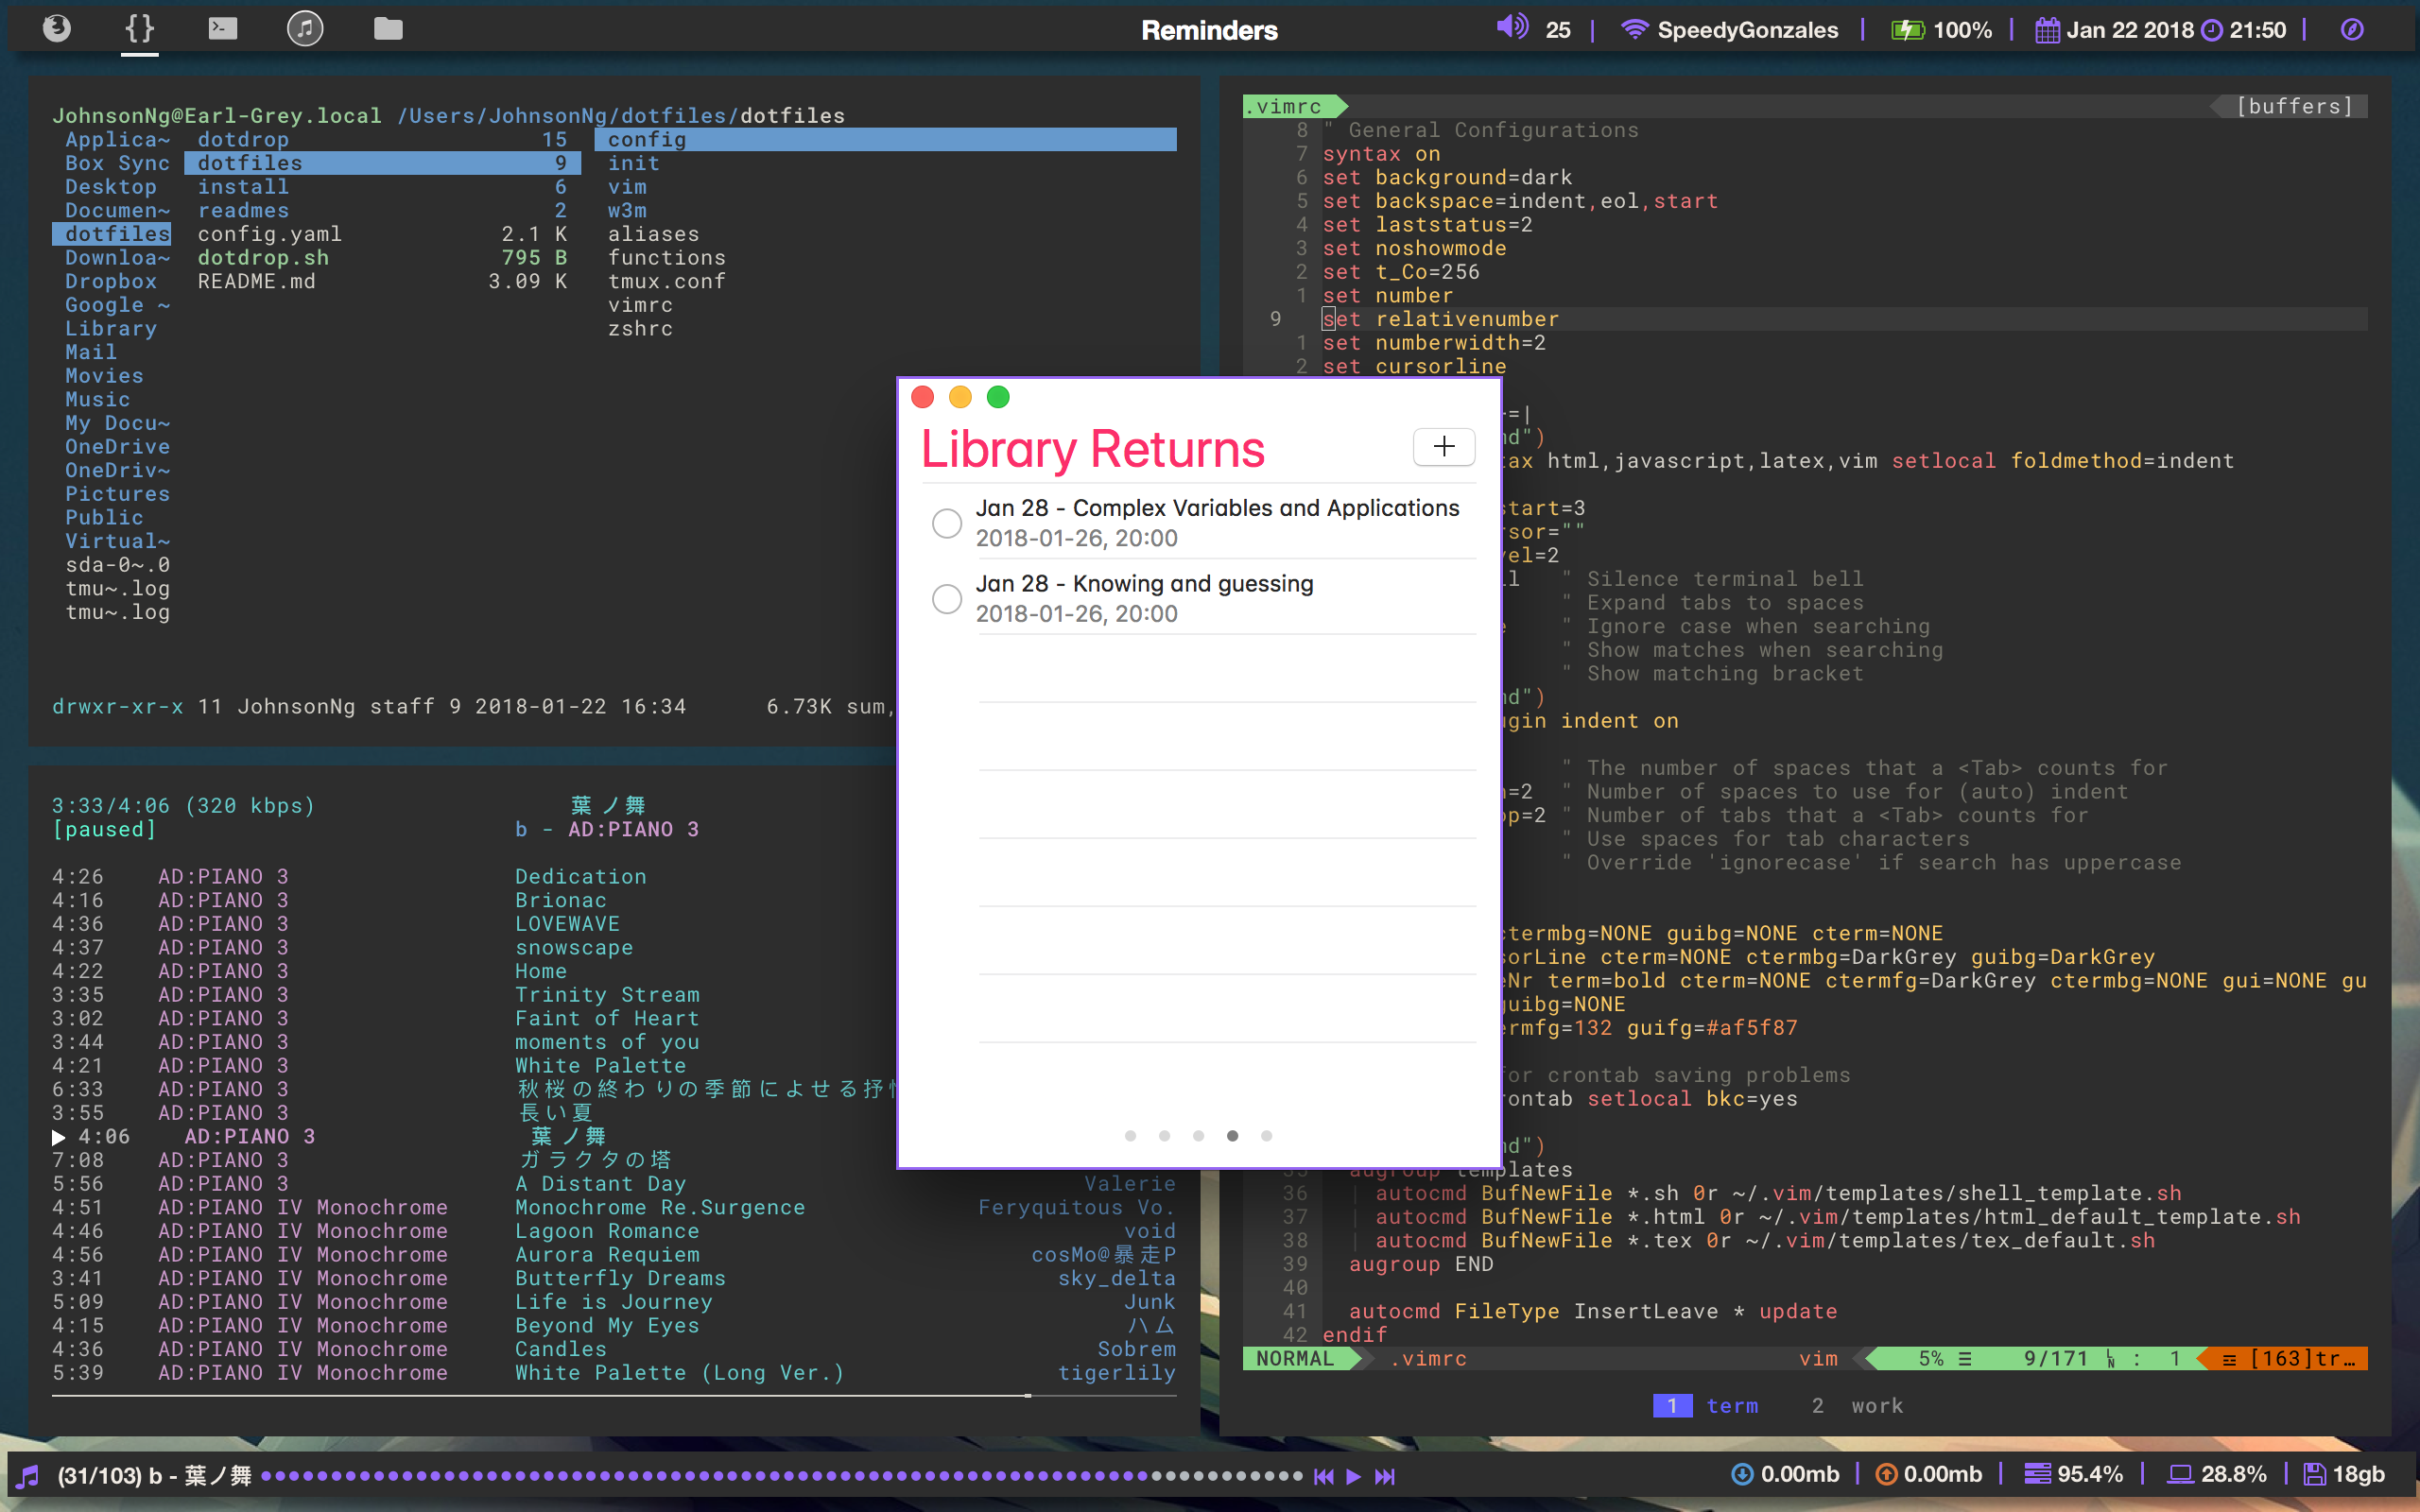 Reminders
25 | SpeedyGonzales | 100% | Jan 22 2018 21:50 |
JohnsonNg@Earl-Grey.local /Users/JohnsonNg/dotfiles/dotfiles
Applica~ dotdrop 15 config
Box Sync dotfiles 9 init
Desktop install 6 vim
Documen~ readmes 2 w3m
dotfiles config.yaml 2.1 K aliases
Downloa~ dotdrop.sh 795 B functions
Dropbox README.md 3.09 K tmux.conf
Google ~ vimrc
Library zshrc
Mail
Movies
Music
My Docu~
OneDrive
OneDriv~
Pictures
Public
Virtual~
sda-0~.0
tmu~.log
tmu~.log
drwxr-xr-x 11 JohnsonNg staff 9 2018-01-22 16:34 6.73K sum,
3:33/4:06 (320 kbps) 葉ノ舞
[paused] b - AD:PIANO 3
4:26 AD:PIANO 3 Dedication
4:16 AD:PIANO 3 Brionac
4:36 AD:PIANO 3 LOVEWAVE
4:37 AD:PIANO 3 snowscape
4:22 AD:PIANO 3 Home
3:35 AD:PIANO 3 Trinity Stream
3:02 AD:PIANO 3 Faint of Heart
3:44 AD:PIANO 3 moments of you
4:21 AD:PIANO 3 White Palette
6:33 AD:PIANO 3 秋桜の終わりの季節によせる抒
3:55 AD:PIANO 3 長い夏
4:06 AD:PIANO 3 葉ノ舞
7:08 AD:PIANO 3 ガラクタの塔
5:56 AD:PIANO 3 A Distant Day Valerie
4:51 AD:PIANO IV Monochrome Monochrome Re.Surgence Feryquitous Vo.
4:46 AD:PIANO IV Monochrome Lagoon Romance void
4:56 AD:PIANO IV Monochrome Aurora Requiem cosMo@暴走P
3:41 AD:PIANO IV Monochrome Butterfly Dreams sky_delta
5:09 AD:PIANO IV Monochrome Life is Journey Junk
4:15 AD:PIANO IV Monochrome Beyond My Eyes ハム
4:36 AD:PIANO IV Monochrome Candles Sobrem
5:39 AD:PIANO IV Monochrome White Palette (Long Ver.) tigerlily
Library Returns
+
Jan 28 - Complex Variables and Applications
2018-01-26, 20:00
Jan 28 - Knowing and guessing
2018-01-26, 20:00
.vimrc [buffers]
8 " General Configurations
7 syntax on
6 set background=dark
5 set backspace=indent,eol,start
4 set laststatus=2
3 set noshowmode
2 set t_Co=256
1 set number
9 set relativenumber
1 set numberwidth=2
2 set cursorline
=|
nd")
tax html,javascript,latex,vim setlocal foldmethod=indent
start=3
sor=""
vel=2
ll " Silence terminal bell
" Expand tabs to spaces
e " Ignore case when searching
" Show matches when searching
" Show matching bracket
nd")
ugin indent on
" The number of spaces that a <Tab> counts for
h=2 " Number of spaces to use for (auto) indent
op=2 " Number of tabs that a <Tab> counts for
" Use spaces for tab characters
" Override 'ignorecase' if search has uppercase
ctermbg=NONE guibg=NONE cterm=NONE
sorLine cterm=NONE ctermbg=DarkGrey guibg=DarkGrey
eNr term=bold cterm=NONE ctermfg=DarkGrey ctermbg=NONE gui=NONE gu
guibg=NONE
ermfg=132 guifg=#af5f87
for crontab saving problems
rontab setlocal bkc=yes
nd")
35 augroup templates
36 | autocmd BufNewFile *.sh 0r ~/.vim/templates/shell_template.sh
37 | autocmd BufNewFile *.html 0r ~/.vim/templates/html_default_template.sh
38 | autocmd BufNewFile *.tex 0r ~/.vim/templates/tex_default.sh
39 augroup END
40
41 autocmd FileType InsertLeave * update
42 endif
NORMAL .vimrc vim 5% ☰ 9/171 : 1 [163]tr…
1 term 2 work
(31/103) b - 葉ノ舞
0.00mb | 0.00mb | 95.4% | 28.8% | 18gb